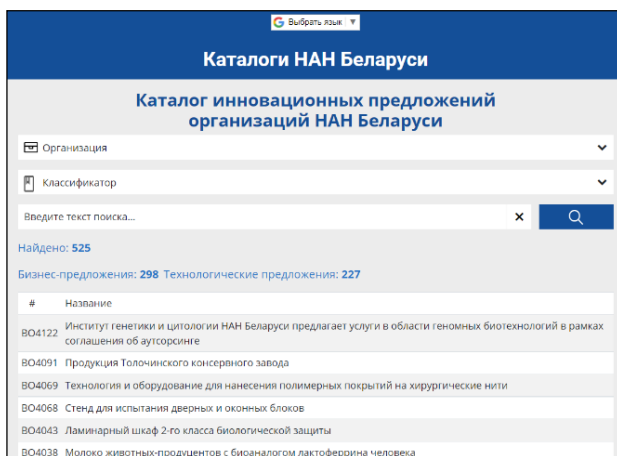 Выбрать язык
Каталоги НАН Беларуси
Каталог инновационных предложений
организаций НАН Беларуси
Организация
Классификатор
Введите текст поиска...
Найдено: 525
Бизнес-предложения: 298 Технологические предложения: 227
# Название
BO4122 Институт генетики и цитологии НАН Беларуси предлагает услуги в области геномных биотехнологий в рамках
соглашения об аутсорсинге
BO4091 Продукция Толочинского консервного завода
BO4069 Технология и оборудование для нанесения полимерных покрытий на хирургические нити
BO4068 Стенд для испытания дверных и оконных блоков
BO4043 Ламинарный шкаф 2-го класса биологической защиты
BO4038 Молоко животных-продуцентов с биоаналогом лактоферрина человека